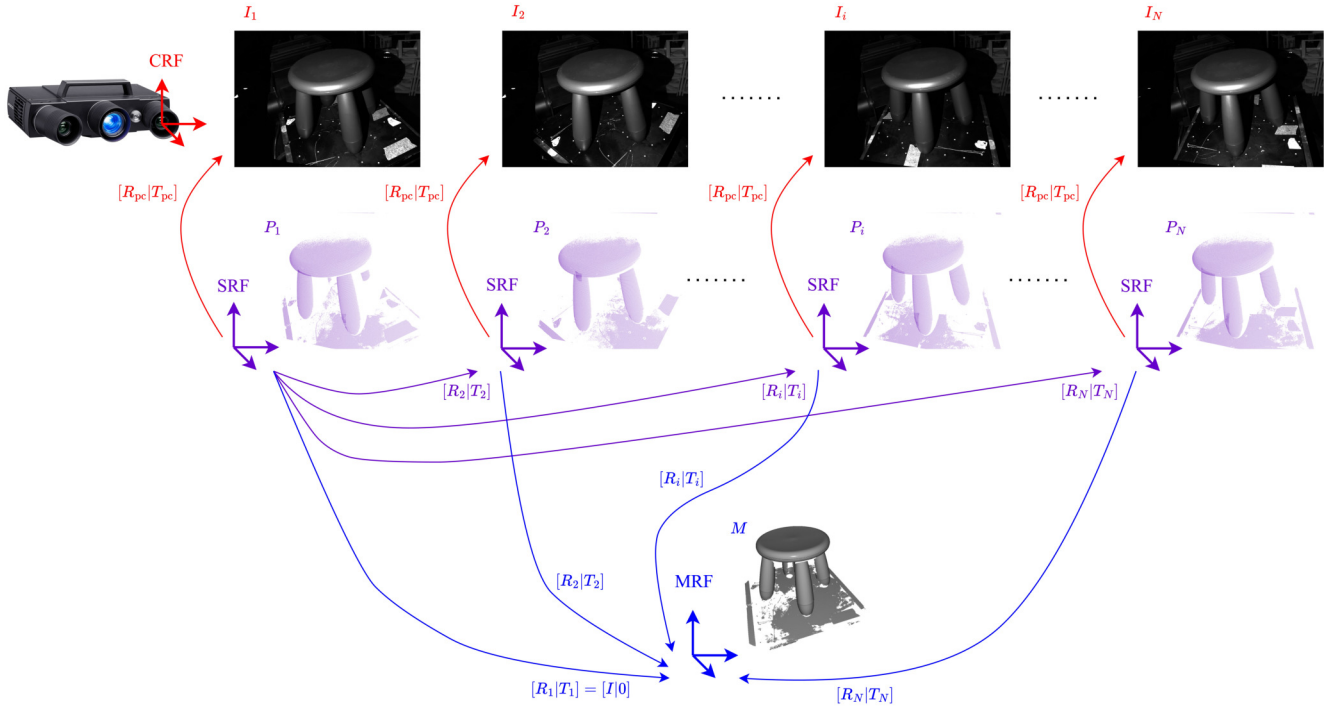 I_1 I_2 I_i I_N
CRF
....... .......
[R_pc|T_pc] [R_pc|T_pc] [R_pc|T_pc] [R_pc|T_pc]
P_1 P_2 P_i P_N
....... .......
SRF SRF SRF SRF
[R_2|T_2] [R_i|T_i] [R_N|T_N]
[R_i|T_i]
M
[R_2|T_2] MRF
[R_1|T_1] = [I|0] [R_N|T_N]